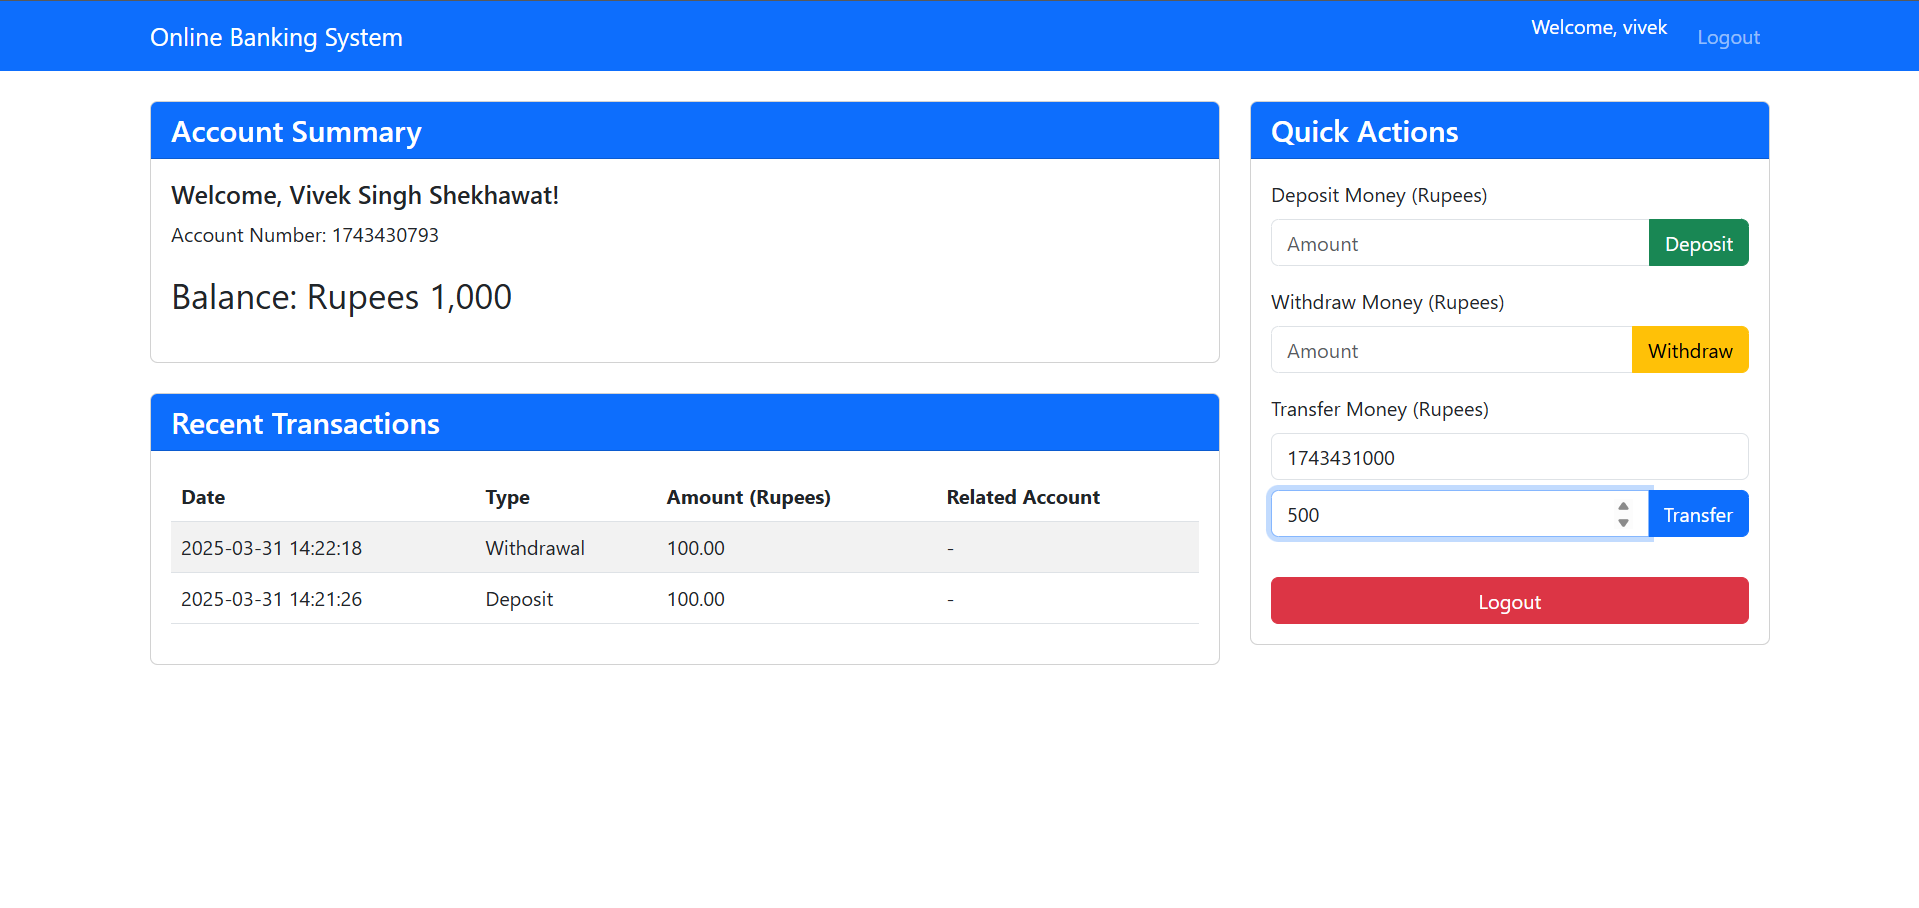 Online Banking System
Welcome, vivek
Logout
Account Summary
Welcome, Vivek Singh Shekhawat!
Account Number: 1743430793
Balance: Rupees 1,000
Recent Transactions
Date Type Amount (Rupees) Related Account
2025-03-31 14:22:18 Withdrawal 100.00 -
2025-03-31 14:21:26 Deposit 100.00 -
Quick Actions
Deposit Money (Rupees)
Amount Deposit
Withdraw Money (Rupees)
Amount Withdraw
Transfer Money (Rupees)
1743431000
500 Transfer
Logout